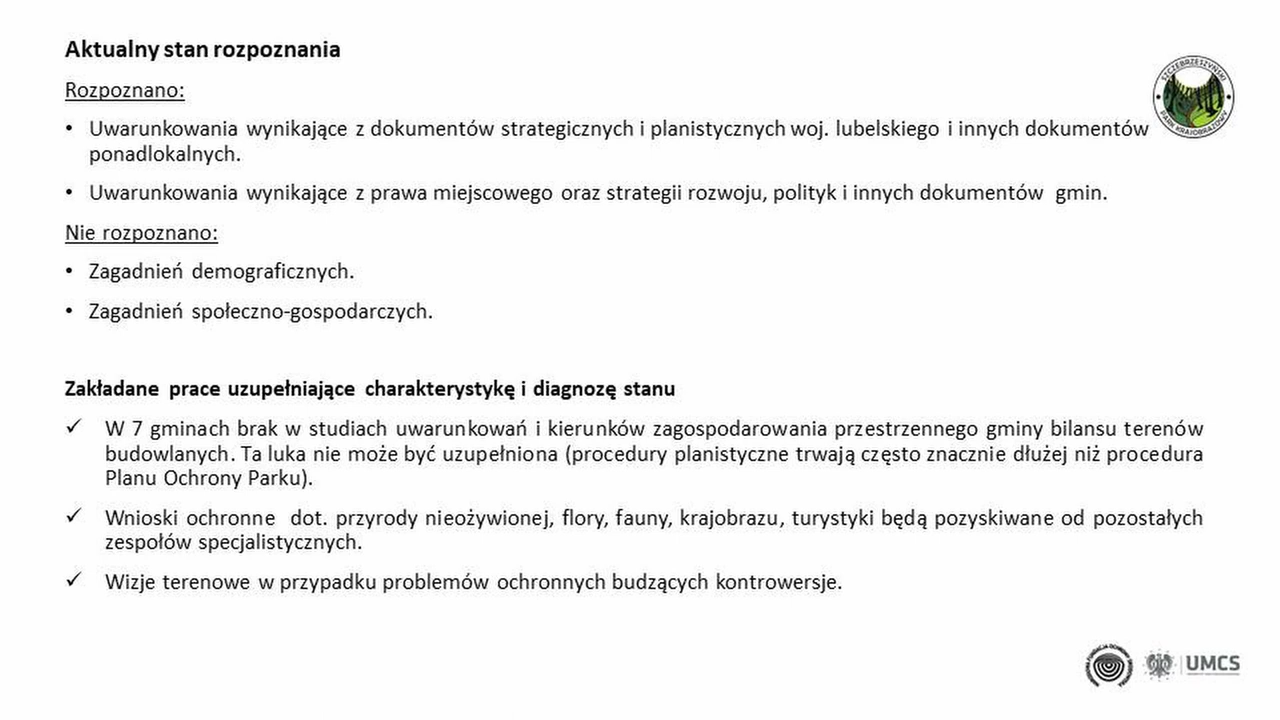 Aktualny stan rozpoznania
Rozpoznano:
SZCZEBRZESZYŃSKI
PARK KRAJOBRAZOWY
• Uwarunkowania wynikające z dokumentów strategicznych i planistycznych woj. lubelskiego i innych dokumentów
ponadlokalnych.
• Uwarunkowania wynikające z prawa miejscowego oraz strategii rozwoju, polityk i innych dokumentów gmin.
Nie rozpoznano:
• Zagadnień demograficznych.
• Zagadnień społeczno-gospodarczych.
Zakładane prace uzupełniające charakterystykę i diagnozę stanu
✓ W 7 gminach brak w studiach uwarunkowań i kierunków zagospodarowania przestrzennego gminy bilansu terenów
budowlanych. Ta luka nie może być uzupełniona (procedury planistyczne trwają często znacznie dłużej niż procedura
Planu Ochrony Parku).
✓ Wnioski ochronne dot. przyrody nieożywionej, flory, fauny, krajobrazu, turystyki będą pozyskiwane od pozostałych
zespołów specjalistycznych.
✓ Wizje terenowe w przypadku problemów ochronnych budzących kontrowersje.
UMCS